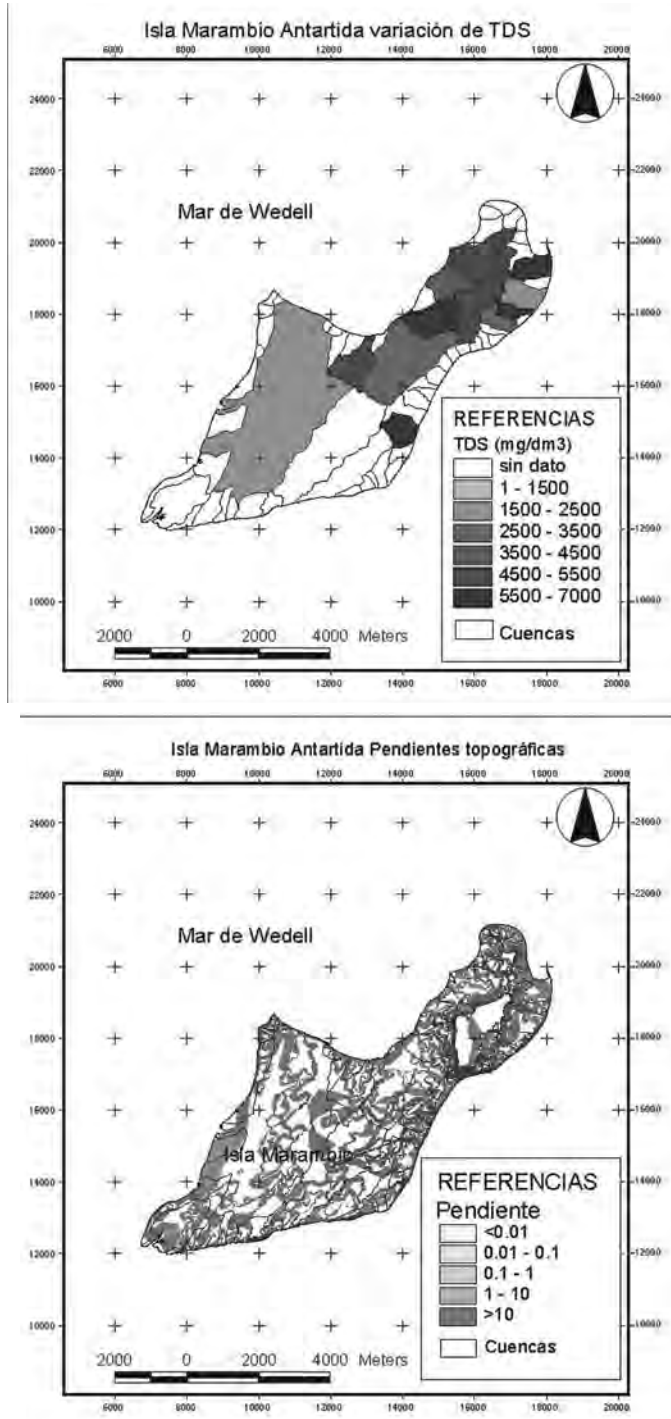 Isla Marambio Antartida variación de TDS
6000 8000 10000 12000 14000 16000 18000 20000
24000
22000
20000
18000
16000
14000
12000
10000
Mar de Wedell
REFERENCIAS
TDS (mg/dm3)
sin dato
1 - 1500
1500 - 2500
2500 - 3500
3500 - 4500
4500 - 5500
5500 - 7000
Cuencas
2000 0 2000 4000 Meters
6000 8000 10000 12000 14000 16000 18000 20000
Isla Marambio Antartida Pendientes topográficas
6000 8000 10000 12000 14000 16000 18000 20000
24000
22000
20000
18000
16000
14000
12000
10000
Mar de Wedell
Isla Marambio
REFERENCIAS
Pendiente
<0.01
0.01 - 0.1
0.1 - 1
1 - 10
>10
Cuencas
2000 0 2000 4000 Meters
6000 8000 10000 12000 14000 16000 18000 20000